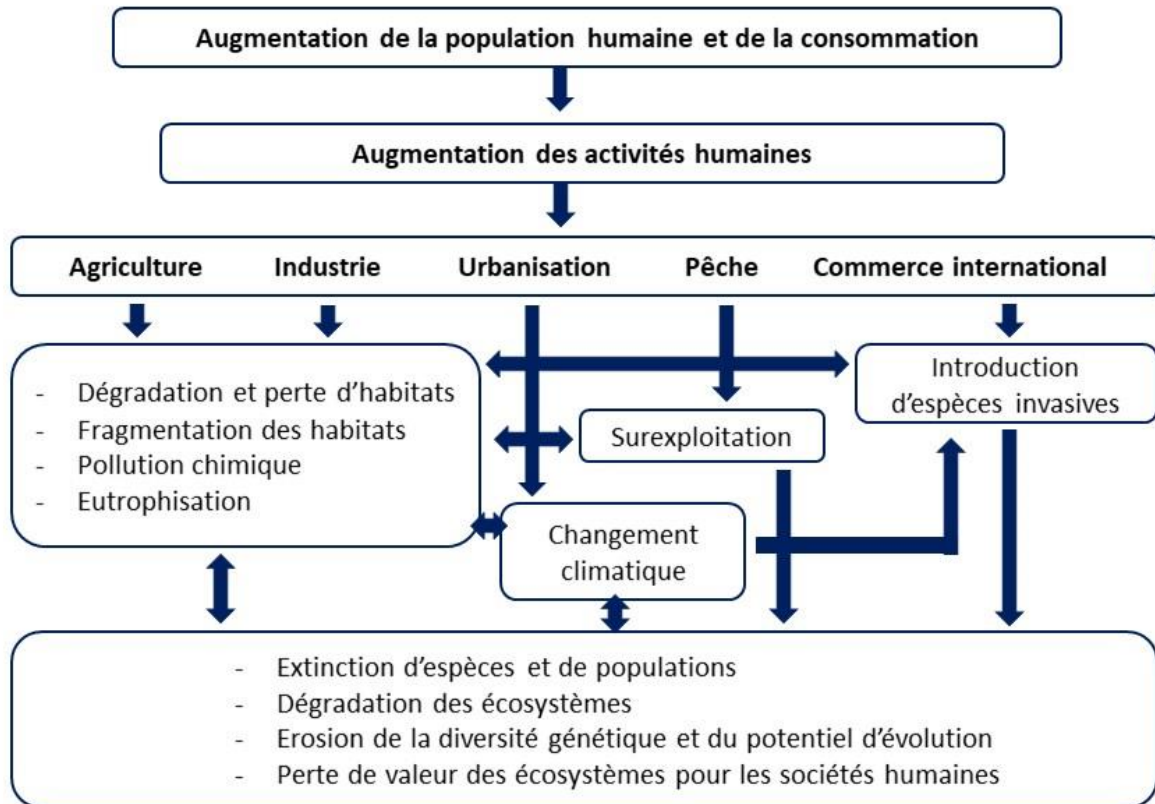 Augmentation de la population humaine et de la consommation
Augmentation des activités humaines
Agriculture Industrie Urbanisation Pêche Commerce international
- Dégradation et perte d'habitats
- Fragmentation des habitats
- Pollution chimique
- Eutrophisation
Introduction
d'espèces invasives
Surexploitation
Changement
climatique
- Extinction d'espèces et de populations
- Dégradation des écosystèmes
- Erosion de la diversité génétique et du potentiel d'évolution
- Perte de valeur des écosystèmes pour les sociétés humaines